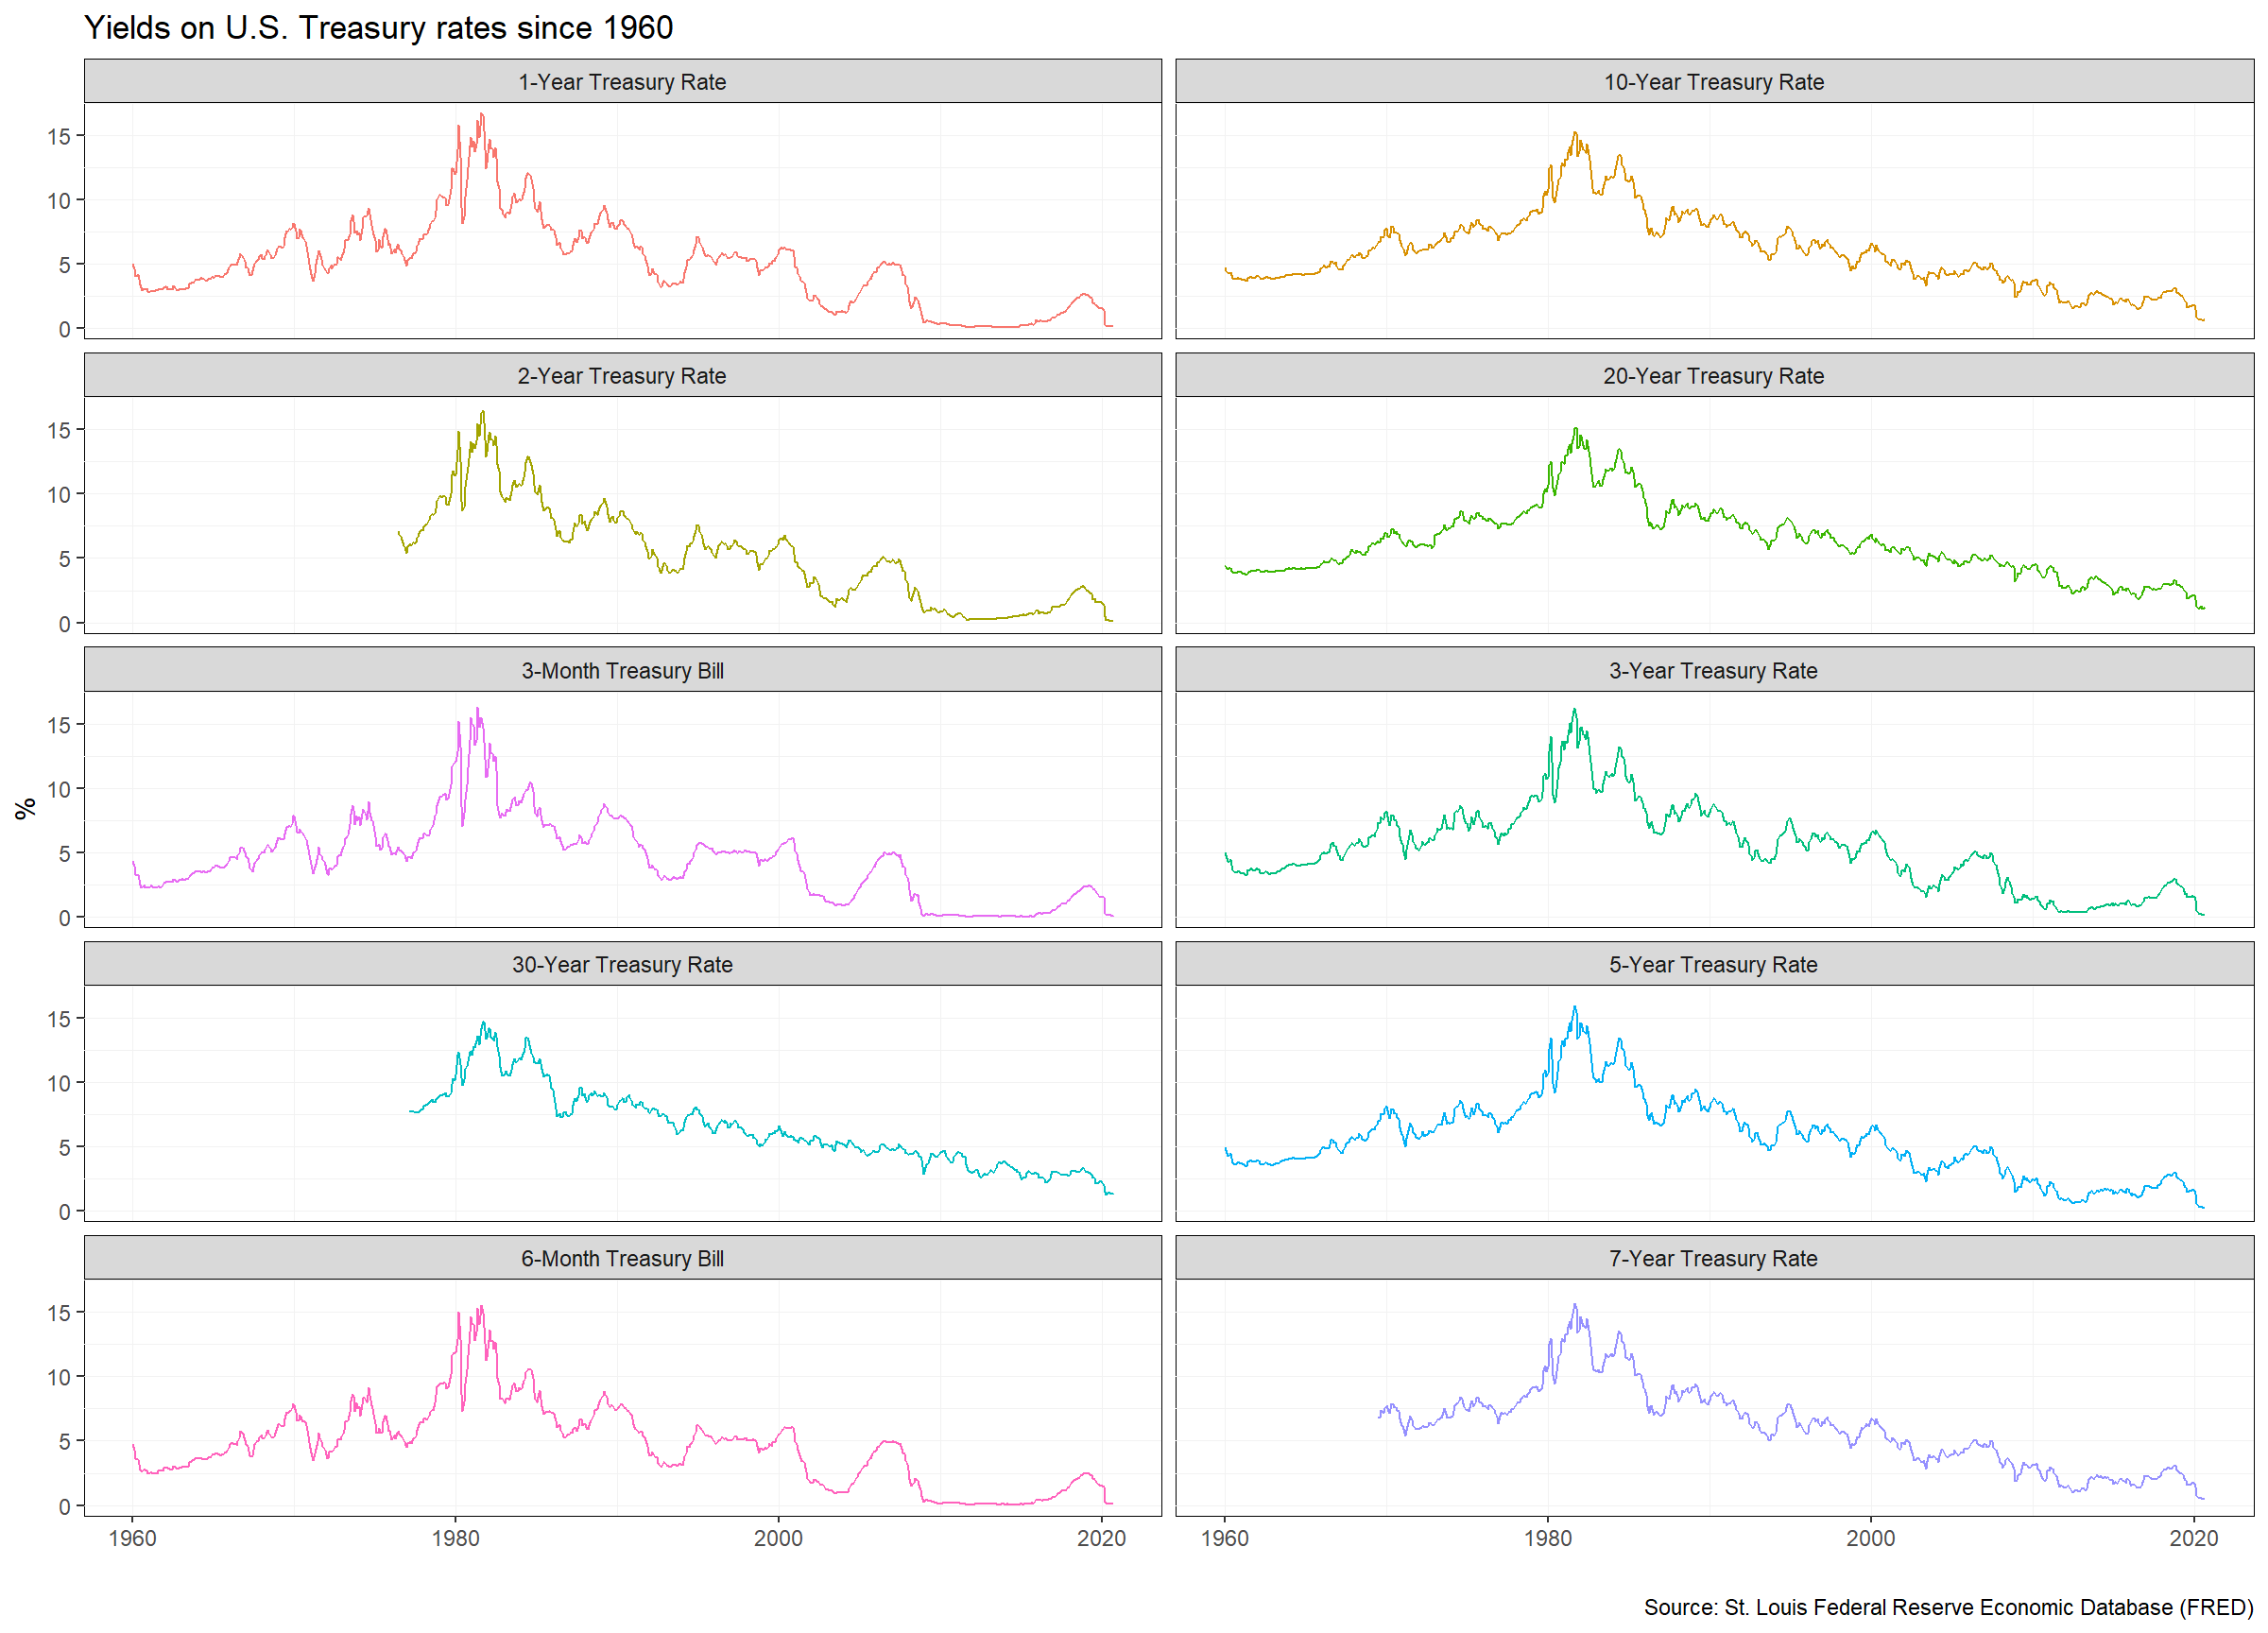 Yields on U.S. Treasury rates since 1960
1-Year Treasury Rate
10-Year Treasury Rate
15
10
5
0
2-Year Treasury Rate
20-Year Treasury Rate
15
10
5
0
3-Month Treasury Bill
3-Year Treasury Rate
15
10
5
0
%
30-Year Treasury Rate
5-Year Treasury Rate
15
10
5
0
6-Month Treasury Bill
7-Year Treasury Rate
15
10
5
0
1960 1980 2000 2020
1960 1980 2000 2020
Source: St. Louis Federal Reserve Economic Database (FRED)